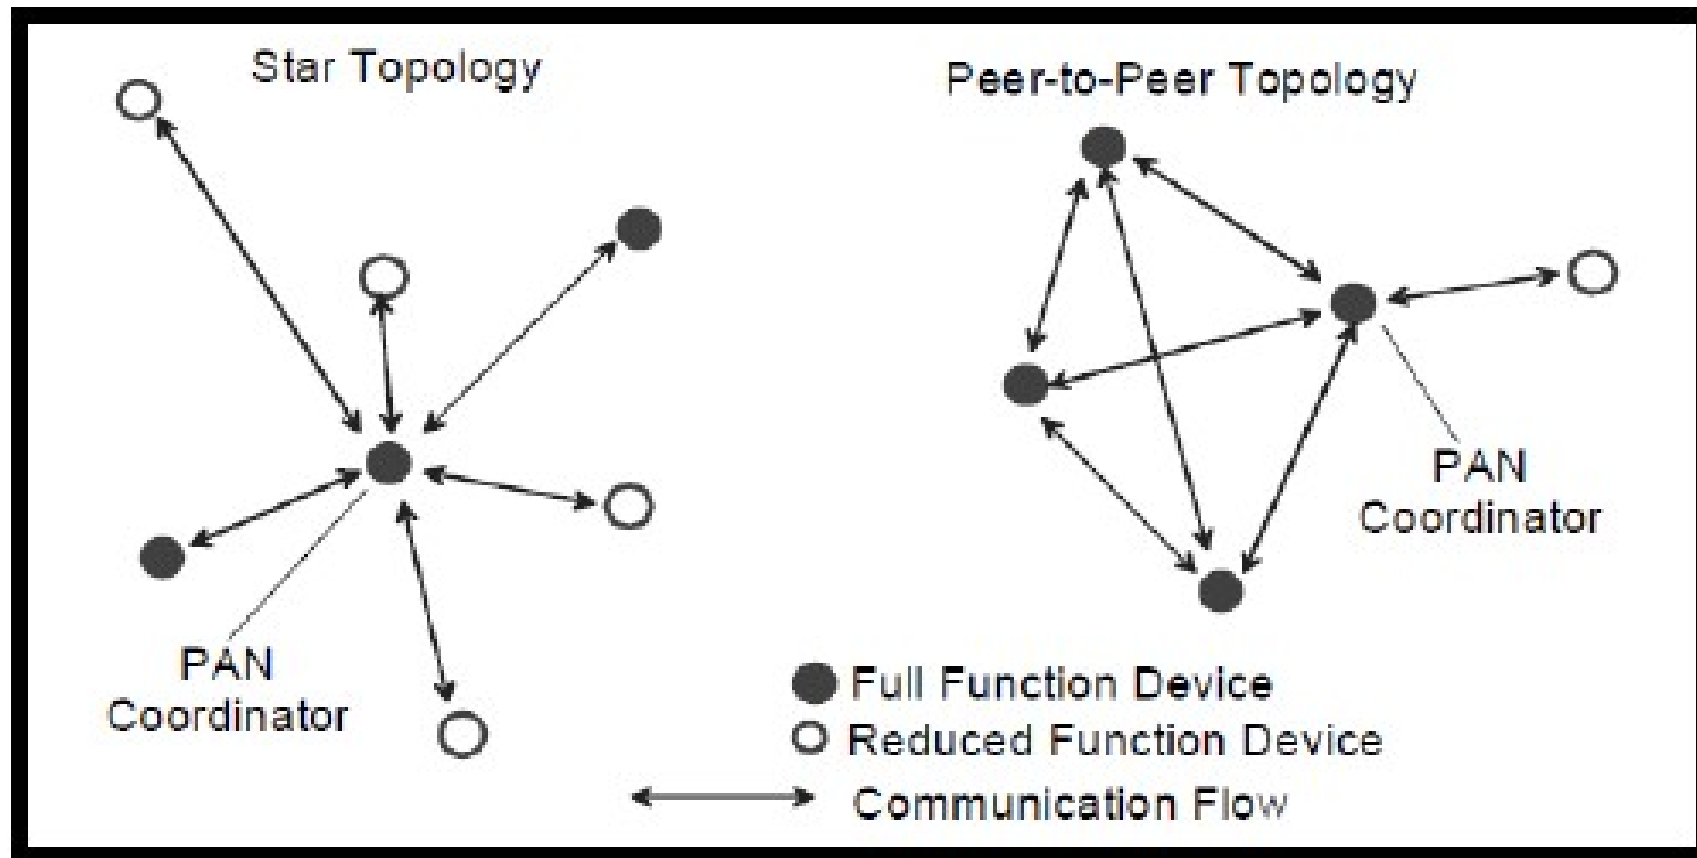 Star Topology
PAN
Coordinator
Peer-to-Peer Topology
PAN
Coordinator
Full Function Device
Reduced Function Device
Communication Flow